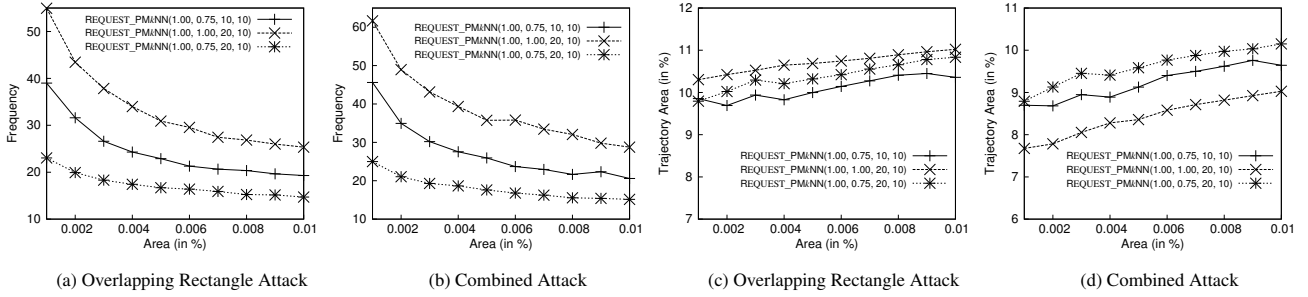 55
50
40
30
20
10
0.002
0.004
0.006
0.008
0.01
Frequency
Area (in %)
REQUEST_PMkNN(1.00, 0.75, 10, 10)
REQUEST_PMkNN(1.00, 1.00, 20, 10)
REQUEST_PMkNN(1.00, 0.75, 20, 10)
(a) Overlapping Rectangle Attack
60
50
40
30
20
10
0.002
0.004
0.006
0.008
0.01
Frequency
Area (in %)
REQUEST_PMkNN(1.00, 0.75, 10, 10)
REQUEST_PMkNN(1.00, 1.00, 20, 10)
REQUEST_PMkNN(1.00, 0.75, 20, 10)
(b) Combined Attack
12
11
10
9
8
7
0.002
0.004
0.006
0.008
0.01
Trajectory Area (in %)
Area (in %)
REQUEST_PMkNN(1.00, 0.75, 10, 10)
REQUEST_PMkNN(1.00, 1.00, 20, 10)
REQUEST_PMkNN(1.00, 0.75, 20, 10)
(c) Overlapping Rectangle Attack
11
10
9
8
7
6
0.002
0.004
0.006
0.008
0.01
Trajectory Area (in %)
Area (in %)
REQUEST_PMkNN(1.00, 0.75, 10, 10)
REQUEST_PMkNN(1.00, 1.00, 20, 10)
REQUEST_PMkNN(1.00, 0.75, 20, 10)
(d) Combined Attack